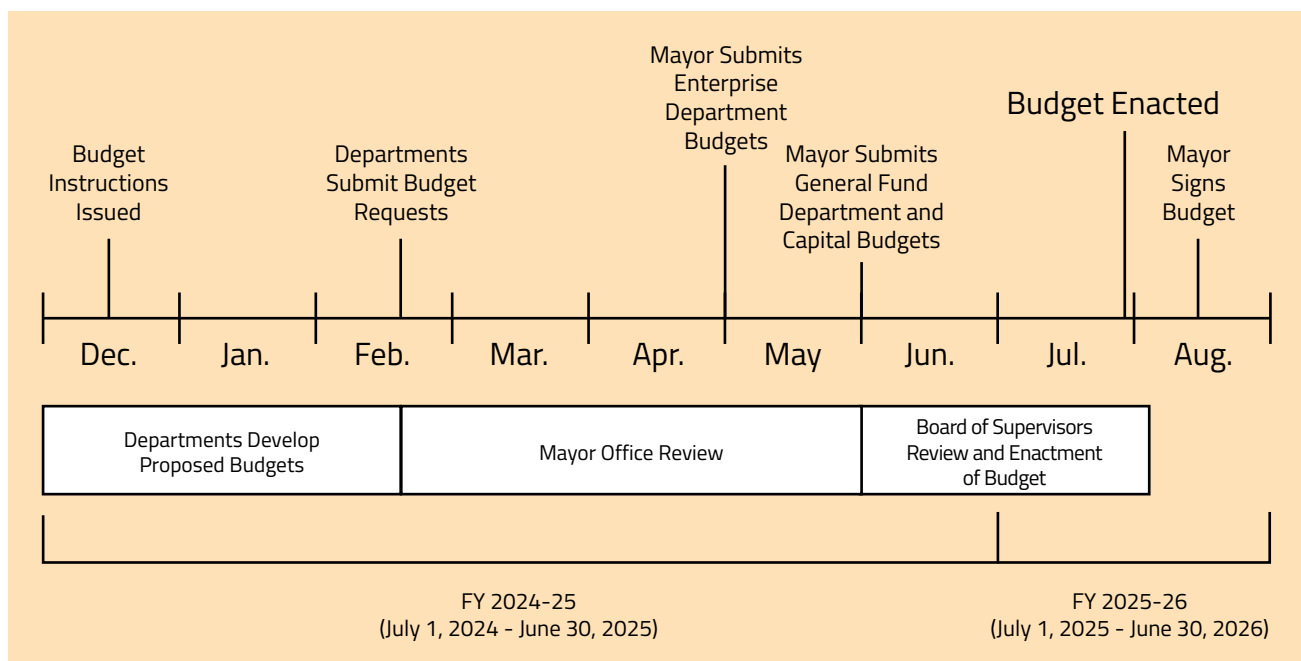 Mayor Submits
Enterprise
Department
Budgets
Budget Enacted
Budget
Instructions
Issued
Departments
Submit Budget
Requests
Mayor Submits
General Fund
Department and
Capital Budgets
Mayor
Signs
Budget
Dec.
Jan.
Feb.
Mar.
Apr.
May
Jun.
Jul.
Aug.
Departments Develop
Proposed Budgets
Mayor Office Review
Board of Supervisors
Review and Enactment
of Budget
FY 2024-25
(July 1, 2024 - June 30, 2025)
FY 2025-26
(July 1, 2025 - June 30, 2026)